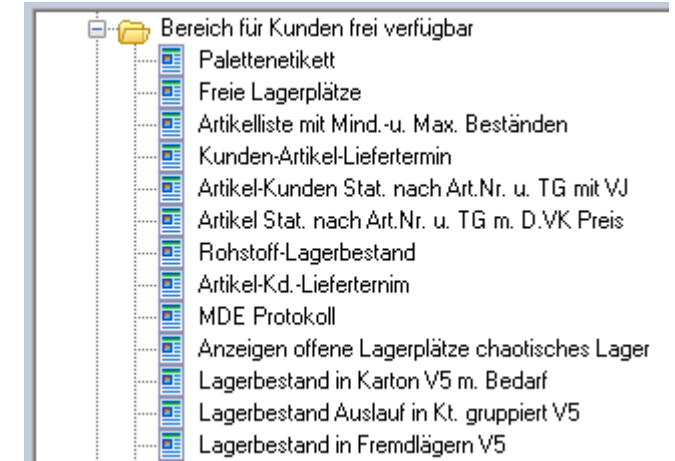 Bereich für Kunden frei verfügbar
Palettenetikett
Freie Lagerplätze
Artikelliste mit Mind.-u. Max. Beständen
Kunden-Artikel-Liefertermin
Artikel-Kunden Stat. nach Art.Nr. u. TG mit VJ
Artikel Stat. nach Art.Nr. u. TG m. D.VK Preis
Rohstoff-Lagerbestand
Artikel-Kd.-Lieferternim
MDE Protokoll
Anzeigen offene Lagerplätze chaotisches Lager
Lagerbestand in Karton V5 m. Bedarf
Lagerbestand Auslauf in Kt. gruppiert V5
Lagerbestand in Fremdlägern V5